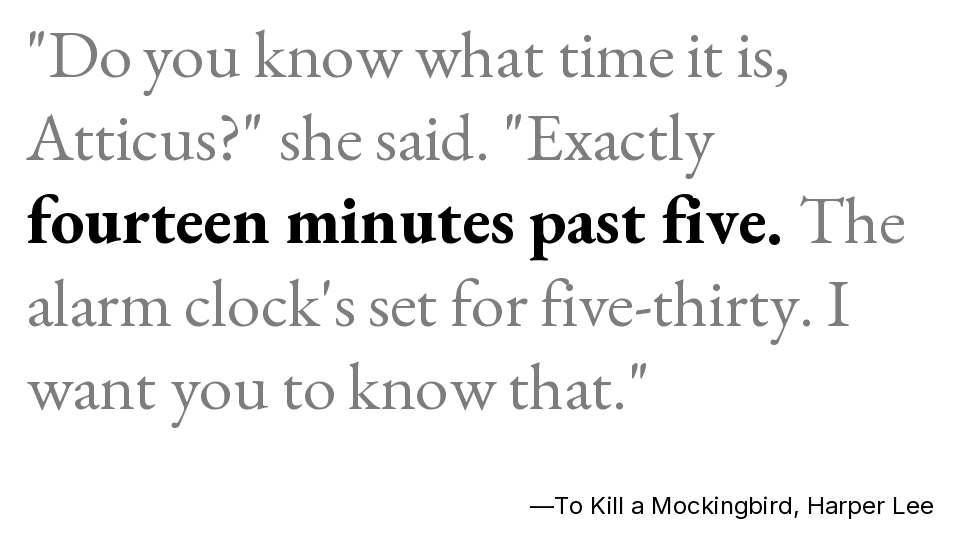 "Do you know what time it is,
Atticus?" she said. "Exactly
fourteen minutes past five. The
alarm clock's set for five-thirty. I
want you to know that."
—To Kill a Mockingbird, Harper Lee